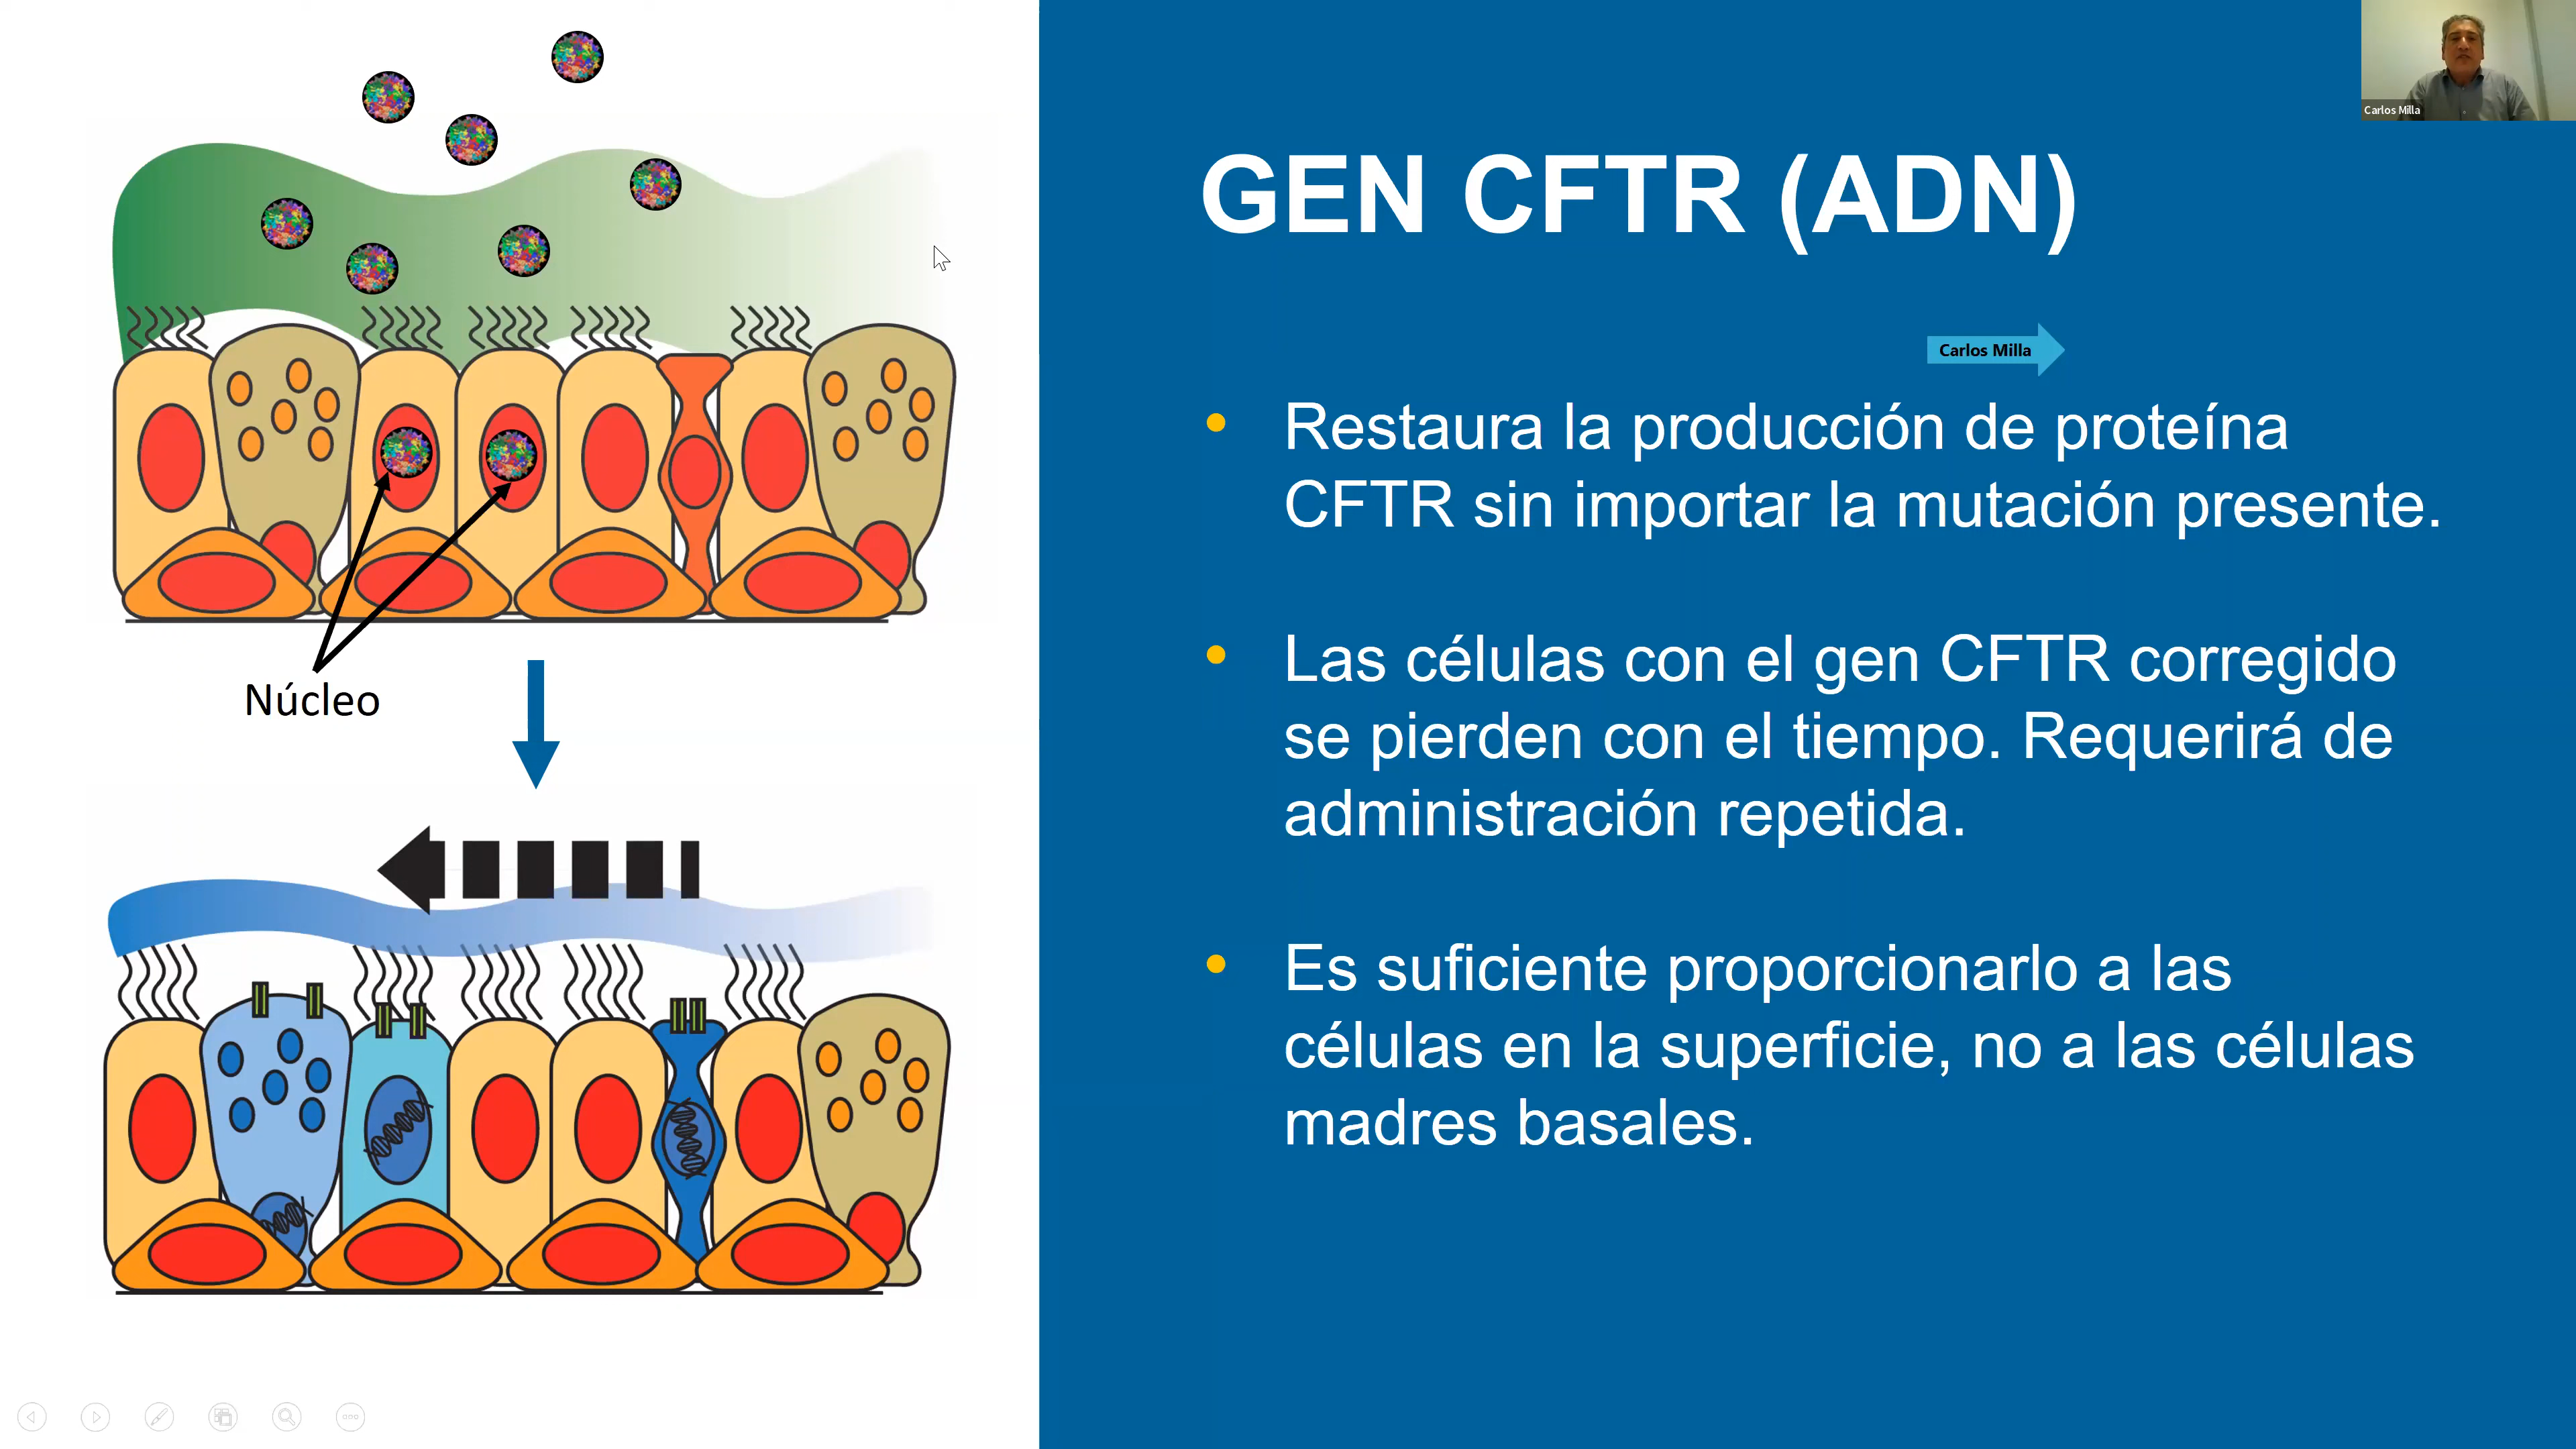 Carlos Milla
GEN CFTR (ADN)
Carlos Milla
• Restaura la producción de proteína
CFTR sin importar la mutación presente.
• Las células con el gen CFTR corregido
se pierden con el tiempo. Requerirá de
administración repetida.
• Es suficiente proporcionarlo a las
células en la superficie, no a las células
madres basales.
Núcleo